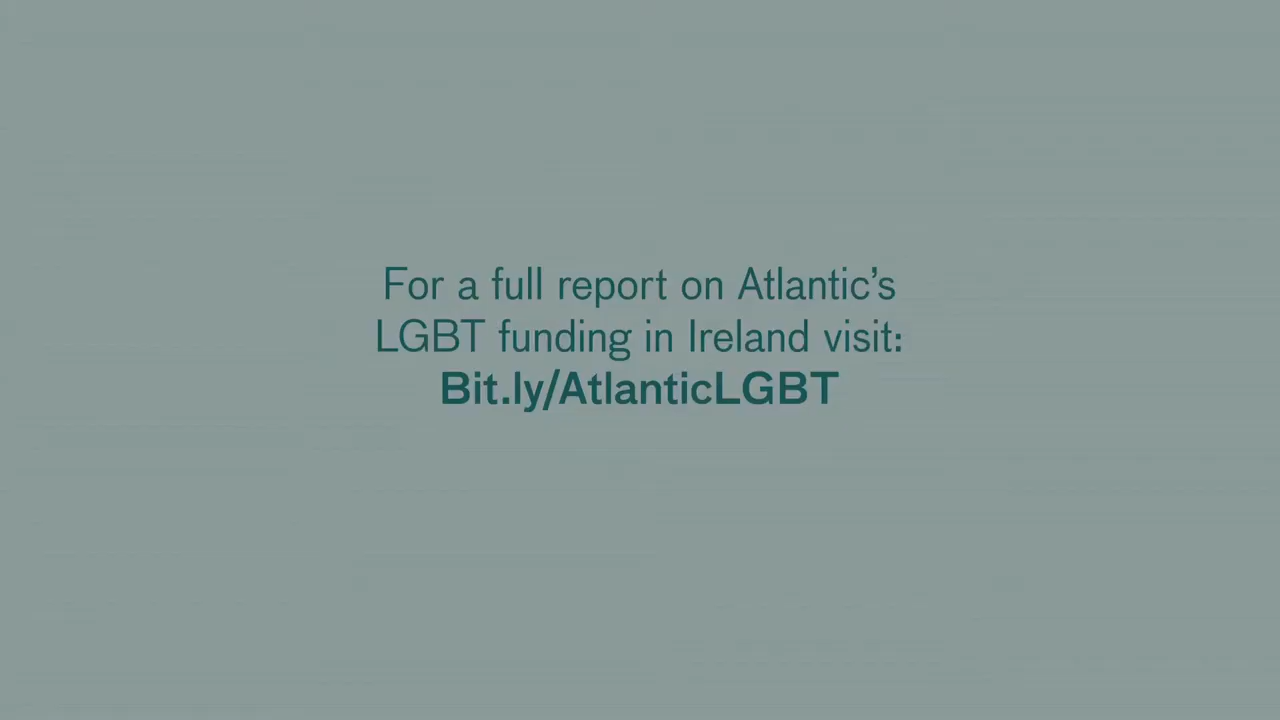 For a full report on Atlantic’s
LGBT funding in Ireland visit:
Bit.ly/AtlanticLGBT